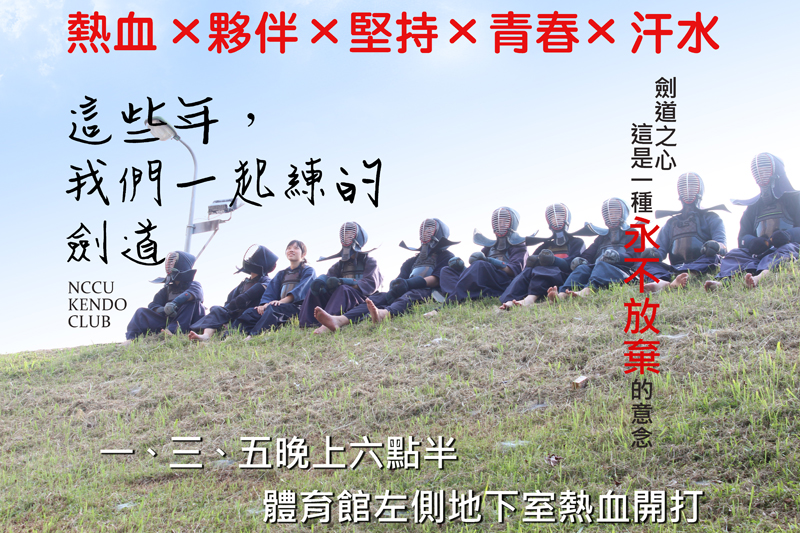 熱血×夥伴×堅持×青春×汗水
這些年，
我們一起練的
劍道
NCCU
KENDO
CLUB
劍道之心
這是一種永不放棄的意念
一、三、五晚上六點半
體育館左側地下室熱血開打